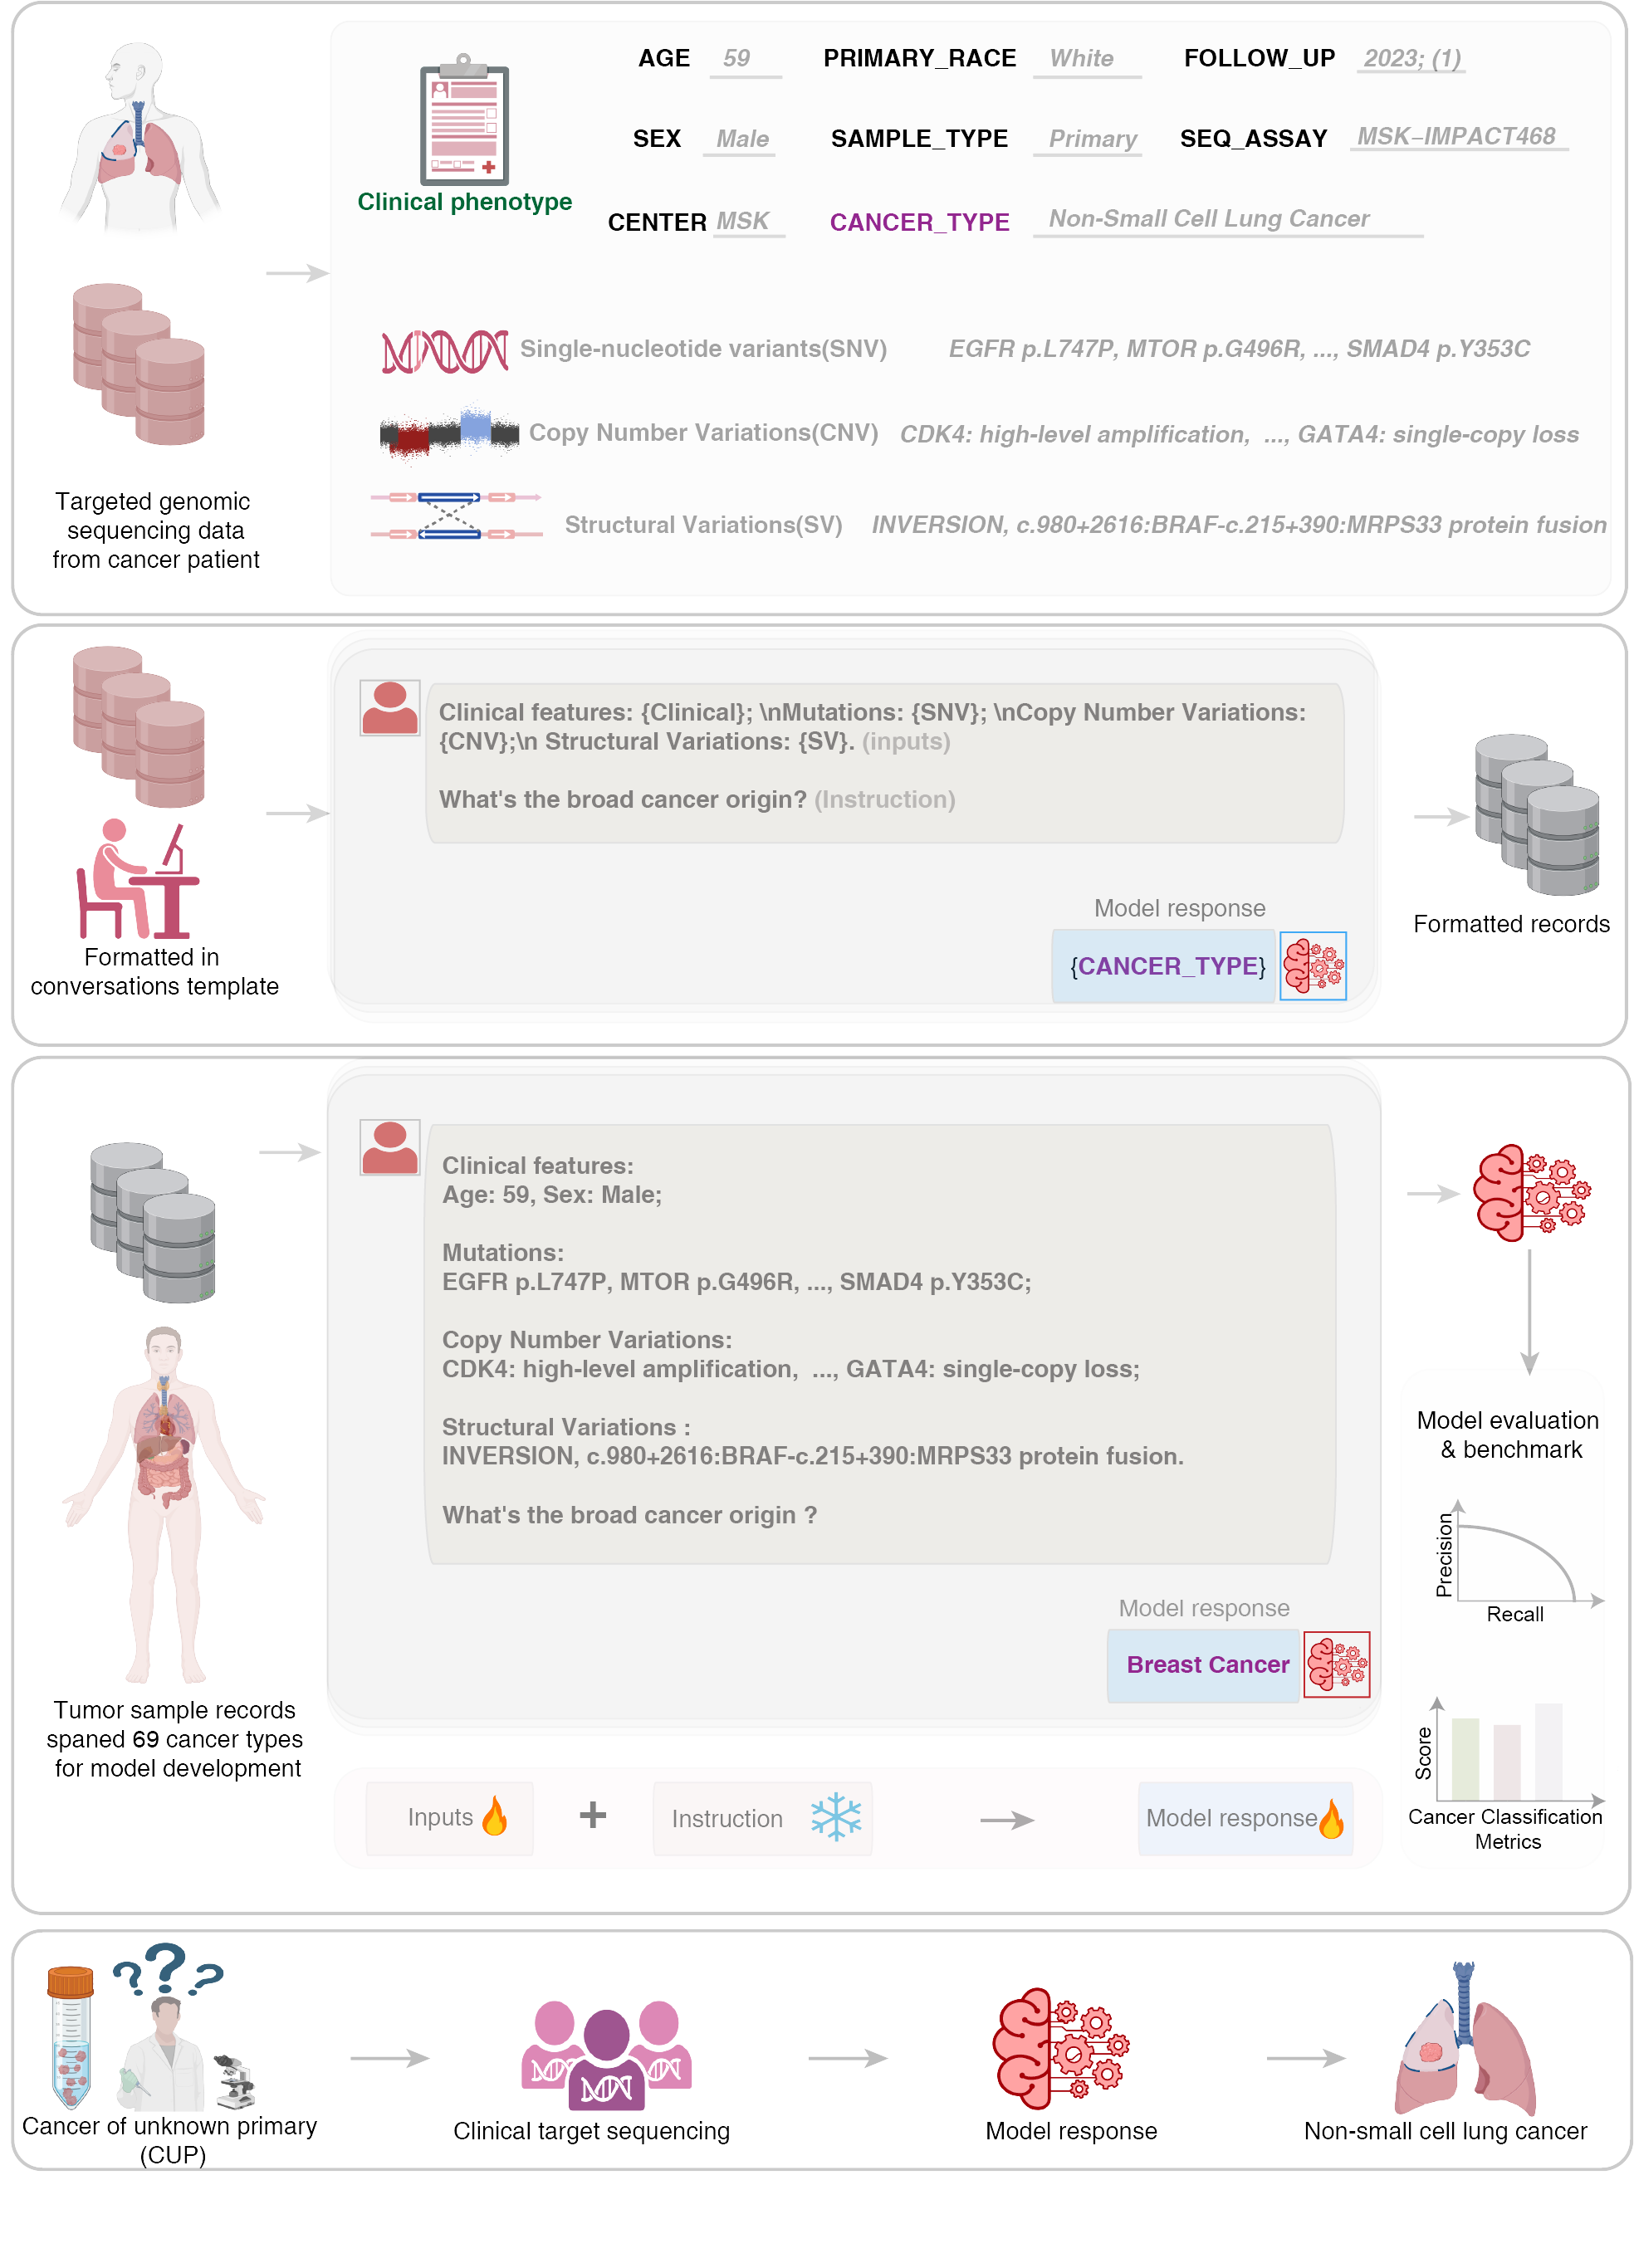 AGE 59 PRIMARY_RACE White FOLLOW_UP 2023; (1)
SEX Male SAMPLE_TYPE Primary SEQ_ASSAY MSK-IMPACT468
Clinical phenotype
CENTER MSK CANCER_TYPE Non-Small Cell Lung Cancer
Single-nucleotide variants(SNV) EGFR p.L747P, MTOR p.G496R, ..., SMAD4 p.Y353C
Copy Number Variations(CNV) CDK4: high-level amplification, ..., GATA4: single-copy loss
Structural Variations(SV) INVERSION, c.980+2616:BRAF-c.215+390:MRPS33 protein fusion
Targeted genomic
sequencing data
from cancer patient
Clinical features: {Clinical}; \nMutations: {SNV}; \nCopy Number Variations:
{CNV};\n Structural Variations: {SV}. (inputs)
What's the broad cancer origin? (Instruction)
Model response
{CANCER_TYPE}
Formatted in
conversations template
Formatted records
Clinical features:
Age: 59, Sex: Male;
Mutations:
EGFR p.L747P, MTOR p.G496R, ..., SMAD4 p.Y353C;
Copy Number Variations:
CDK4: high-level amplification, ..., GATA4: single-copy loss;
Structural Variations :
INVERSION, c.980+2616:BRAF-c.215+390:MRPS33 protein fusion.
What's the broad cancer origin ?
Model response
Breast Cancer
Tumor sample records
spaned 69 cancer types
for model development
Inputs + Instruction Model response
Model evaluation
& benchmark
Precision
Recall
Score
Cancer Classification
Metrics
???
Cancer of unknown primary
(CUP)
Clinical target sequencing
Model response
Non-small cell lung cancer